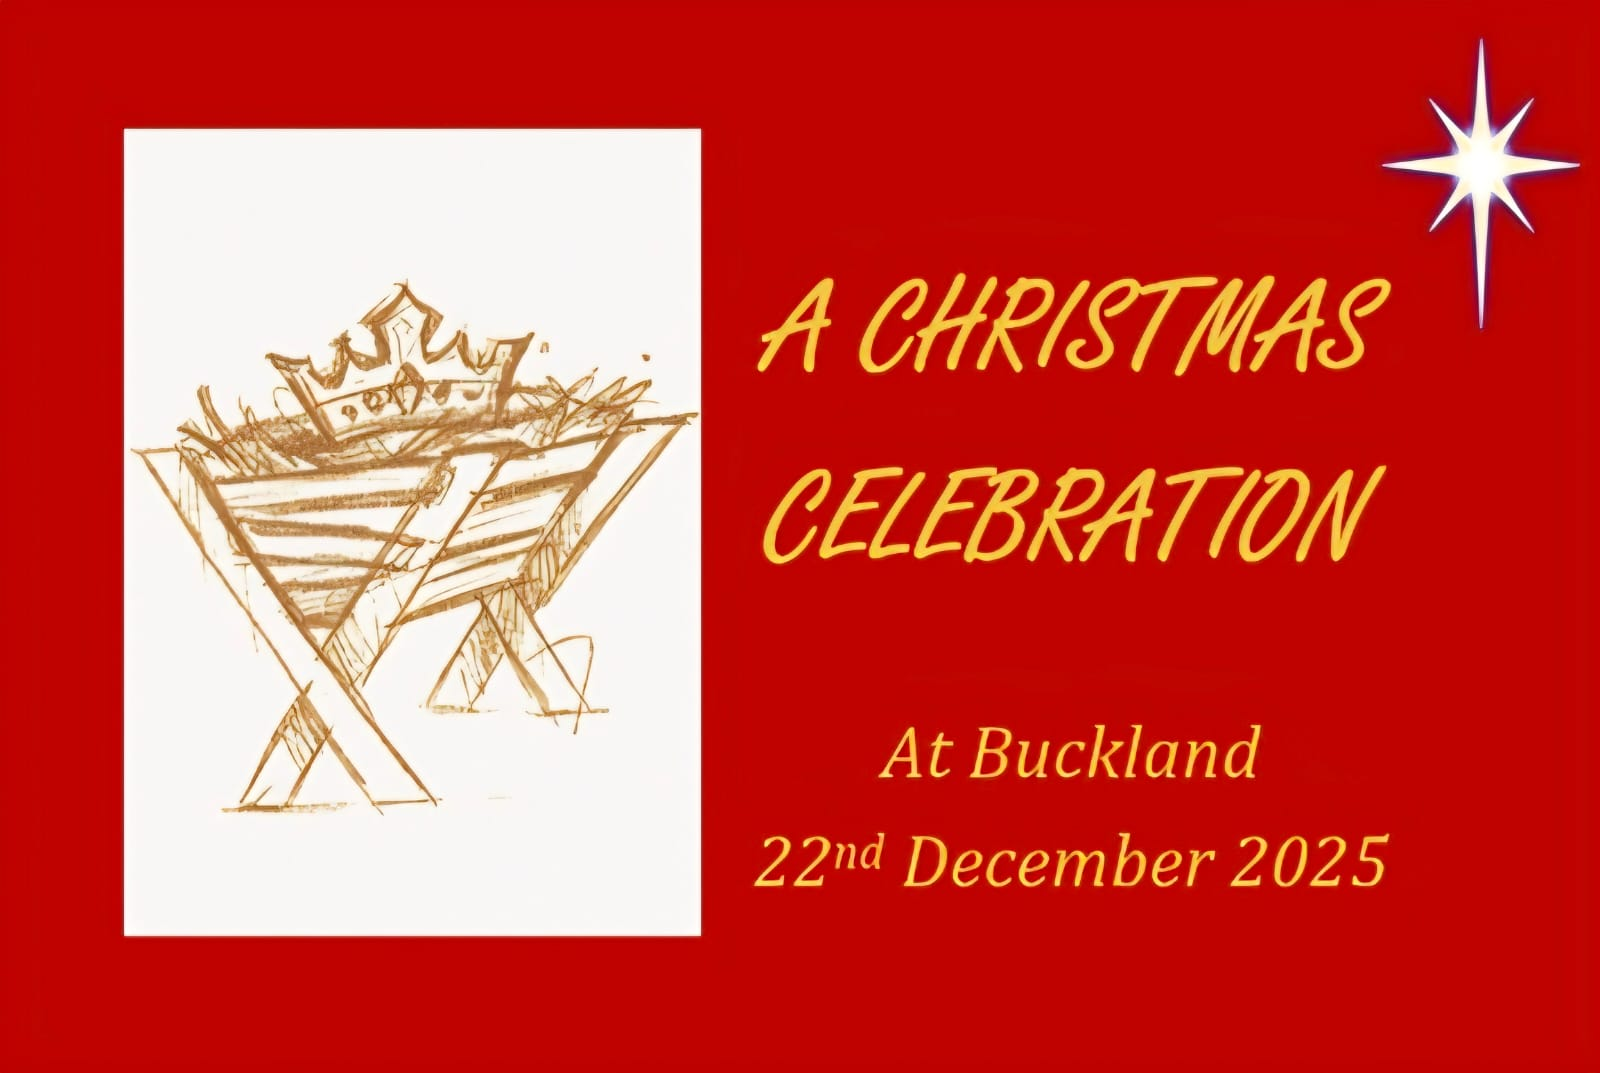 A CHRISTMAS
CELEBRATION
At Buckland
22nd December 2025